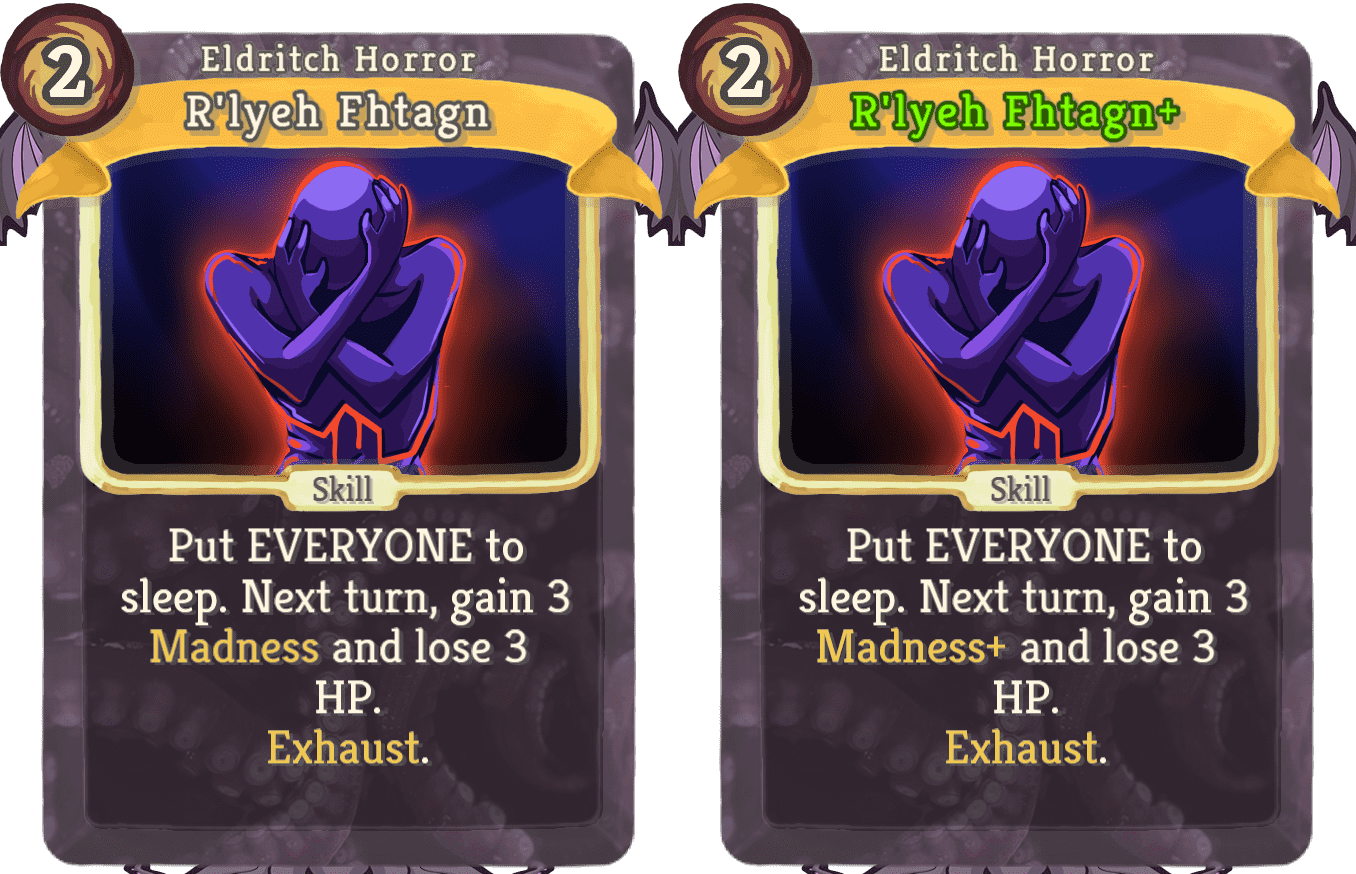 2
Eldritch Horror
R'lyeh Fhtagn
Skill
Put EVERYONE to
sleep. Next turn, gain 3
Madness and lose 3
HP.
Exhaust.
2
Eldritch Horror
R'lyeh Fhtagn+
Skill
Put EVERYONE to
sleep. Next turn, gain 3
Madness+ and lose 3
HP.
Exhaust.